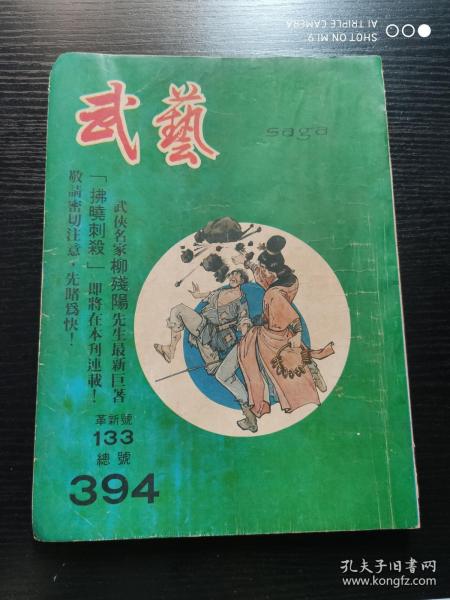 SHOT ON MI 9
AI TRIPLE CAMERA
武藝
saga
武俠名家柳殘陽先生最新巨著
「拂曉刺殺」即將在本刊連載！
敬請密切注意，先睹為快！
革新號
133
總號
394
孔夫子旧书网
www.kongfz.com